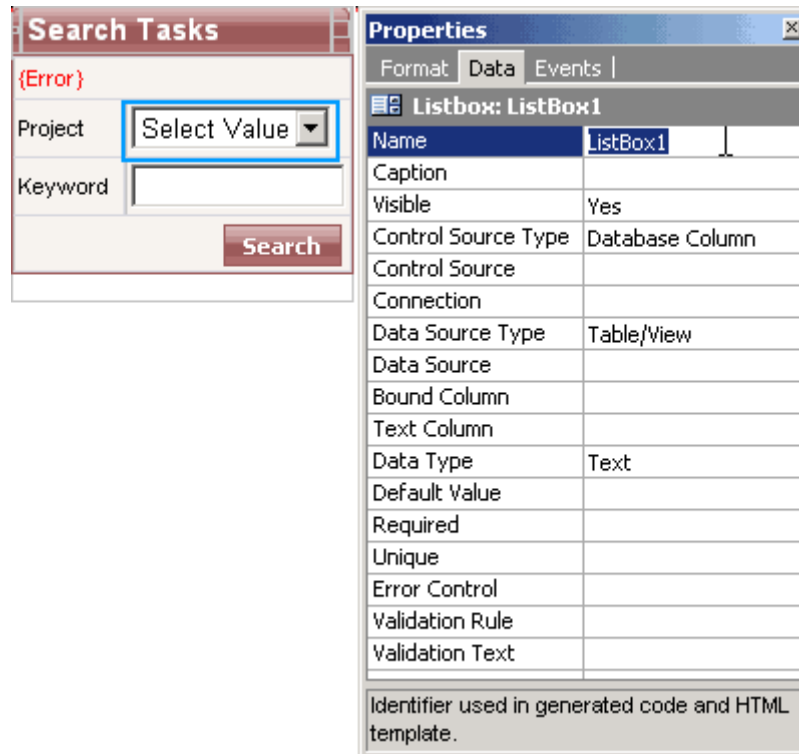 Search Tasks
{Error}
Project
Select Value
Keyword
Search
Properties
Format Data Events
Listbox: ListBox1
Name ListBox1
Caption
Visible Yes
Control Source Type Database Column
Control Source
Connection
Data Source Type Table/View
Data Source
Bound Column
Text Column
Data Type Text
Default Value
Required
Unique
Error Control
Validation Rule
Validation Text
Identifier used in generated code and HTML
template.